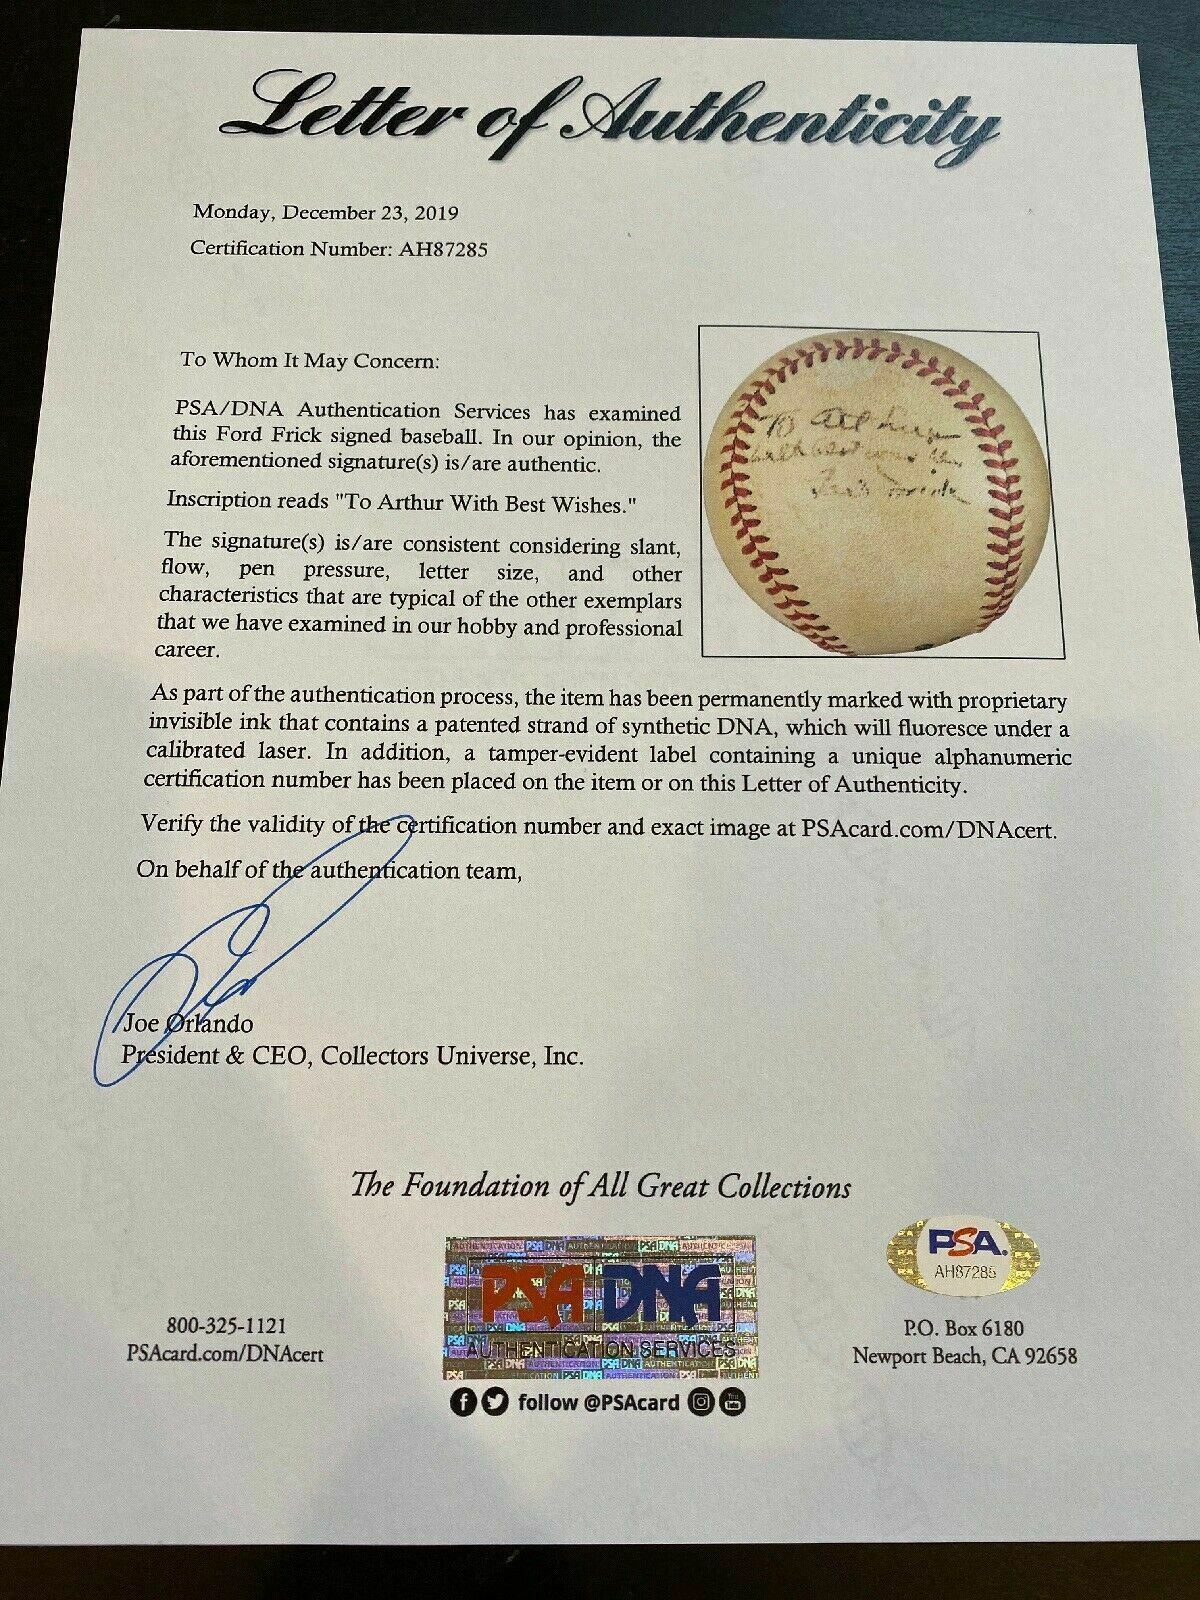 Letter of Authenticity
Monday, December 23, 2019
Certification Number: AH87285
To Whom It May Concern:
PSA/DNA Authentication Services has examined
this Ford Frick signed baseball. In our opinion, the
aforementioned signature(s) is/are authentic.
Inscription reads "To Arthur With Best Wishes."
The signature(s) is/are consistent considering slant,
flow, pen pressure, letter size, and other
characteristics that are typical of the other exemplars
that we have examined in our hobby and professional
career.
To
with best wishes
Ford Frick
As part of the authentication process, the item has been permanently marked with proprietary
invisible ink that contains a patented strand of synthetic DNA, which will fluoresce under a
calibrated laser. In addition, a tamper-evident label containing a unique alphanumeric
certification number has been placed on the item or on this Letter of Authenticity.
Verify the validity of the certification number and exact image at PSAcard.com/DNAcert.
On behalf of the authentication team,
Joe Orlando
President & CEO, Collectors Universe, Inc.
The Foundation of All Great Collections
800-325-1121
PSAcard.com/DNAcert
PSA DNA
AUTHENTICATION SERVICES
follow @PSAcard
PSA.
AH87285
P.O. Box 6180
Newport Beach, CA 92658